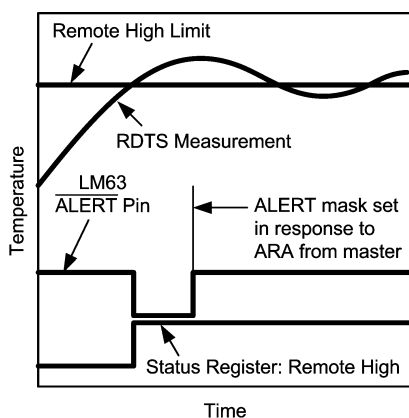 Remote High Limit
RDTS Measurement
LM63
ALERT Pin
ALERT mask set
in response to
ARA from master
Status Register: Remote High
Temperature
Time